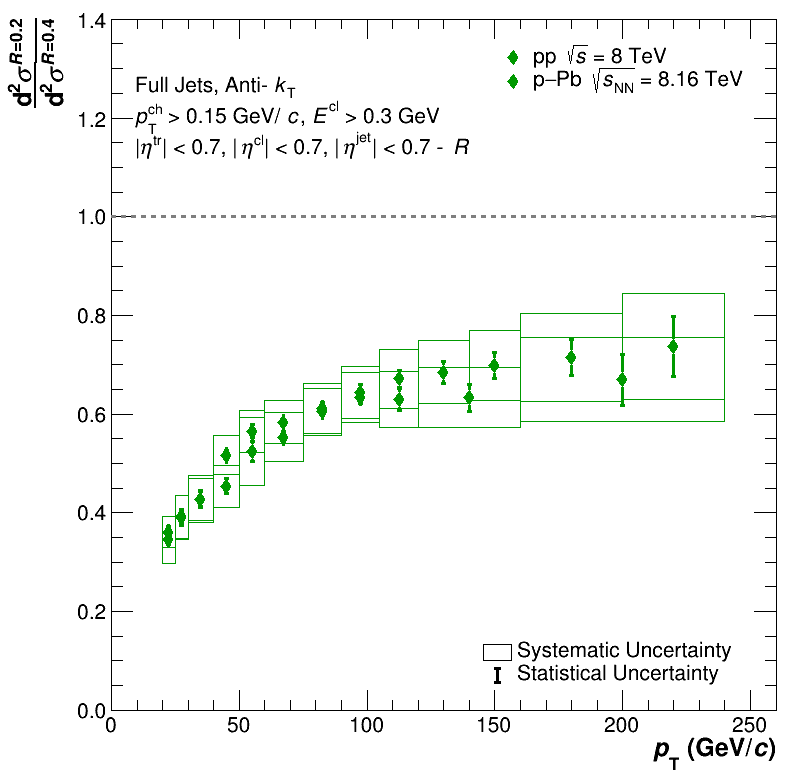 d²σ^R=0.2
d²σ^R=0.4
1.4
1.2
1.0
0.8
0.6
0.4
0.2
0.0
Full Jets, Anti- k_T
p_T^ch > 0.15 GeV/ c, E^cl > 0.3 GeV
|η^tr| < 0.7, | η^cl| < 0.7, | η^jet| < 0.7 - R
pp √s = 8 TeV
p–Pb √s_NN = 8.16 TeV
Systematic Uncertainty
Statistical Uncertainty
0 50 100 150 200 250
p_T (GeV/c)